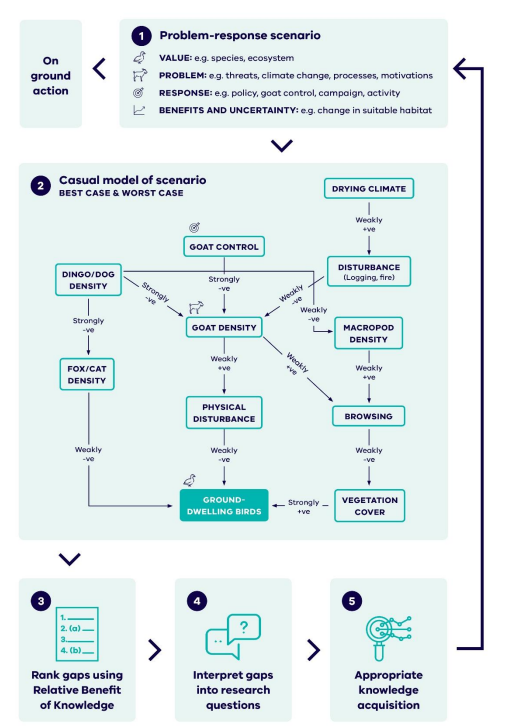 1 Problem-response scenario
On
ground
action
VALUE: e.g. species, ecosystem
PROBLEM: e.g. threats, climate change, processes, motivations
RESPONSE: e.g. policy, goat control, campaign, activity
BENEFITS AND UNCERTAINTY: e.g. change in suitable habitat
2 Casual model of scenario
BEST CASE & WORST CASE
DRYING CLIMATE
Weakly
+ve
GOAT CONTROL
DINGO/DOG
DENSITY
DISTURBANCE
(Logging, fire)
Strongly
-ve
Strongly
-ve
Weakly
-ve
Strongly
-ve
Weakly
-ve
GOAT DENSITY
MACROPOD
DENSITY
FOX/CAT
DENSITY
Weakly
+ve
Weakly
+ve
Weakly
+ve
PHYSICAL
DISTURBANCE
BROWSING
Weakly
-ve
Weakly
-ve
Weakly
-ve
GROUND-
DWELLING BIRDS
Strongly
+ve
VEGETATION
COVER
3
1.
2. (a)
3.
4. (b)
Rank gaps using
Relative Benefit
of Knowledge
4
?
Interpret gaps
into research
questions
5
Appropriate
knowledge
acquisition